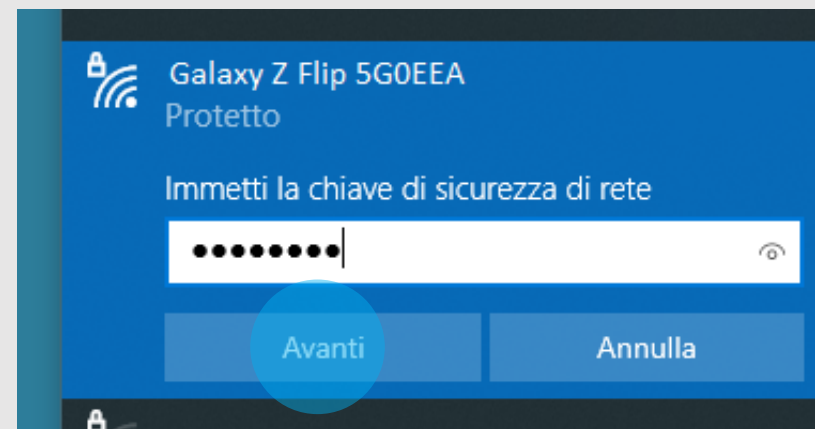 Galaxy Z Flip 5G0EEA
Protetto
Immetti la chiave di sicurezza di rete
••••••••
Avanti
Annulla